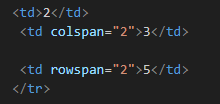 <td>2</td>
<td colspan="2">3</td>
<td rowspan="2">5</td>
</tr>